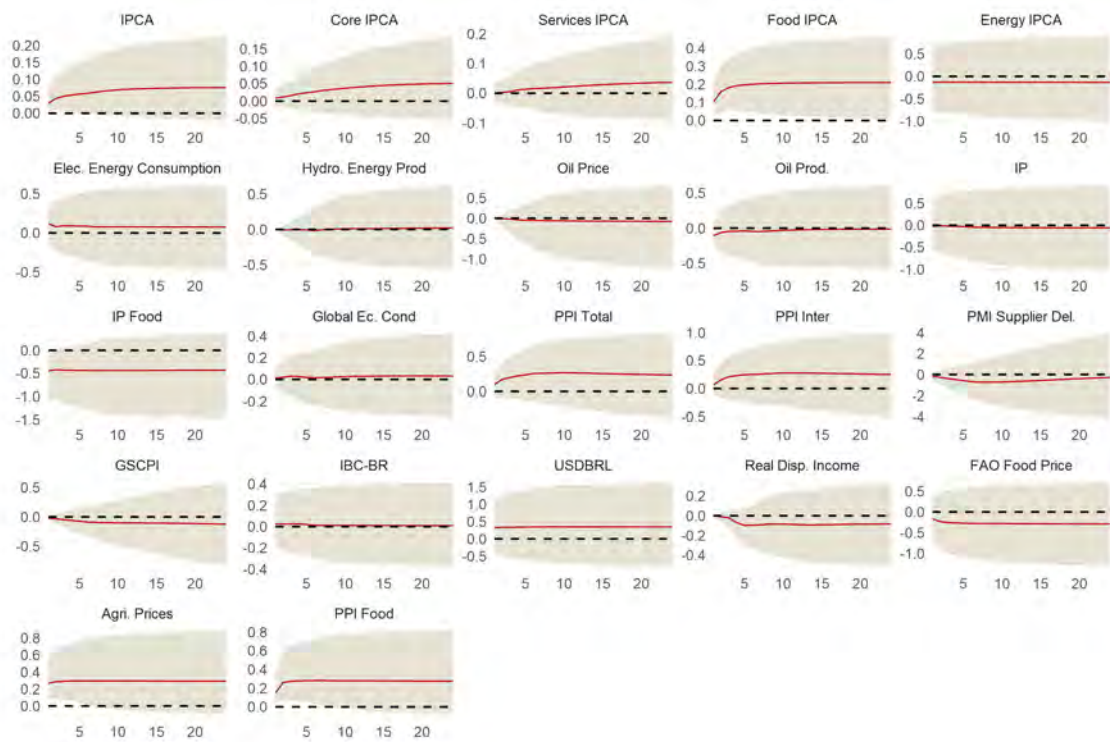 IPCA
Core IPCA
Services IPCA
Food IPCA
Energy IPCA
0.20
0.15
0.10
0.05
0.00
5 10 15 20
0.15
0.10
0.05
0.00
-0.05
5 10 15 20
0.2
0.1
0
-0.1
5 10 15 20
0.4
0.3
0.2
0.1
0.0
5 10 15 20
0.5
0.0
-0.5
-1.0
5 10 15 20
Elec. Energy Consumption
Hydro. Energy Prod
Oil Price
Oil Prod.
IP
0.5
0.0
-0.5
5 10 15 20
0.5
0.0
-0.5
5 10 15 20
0.5
0.0
-0.5
-1.0
5 10 15 20
0.5
0.0
-0.5
5 10 15 20
0.5
0.0
-0.5
-1.0
5 10 15 20
IP Food
Global Ec. Cond
PPI Total
PPI Inter
PMI Supplier Del.
0.0
-0.5
-1.0
-1.5
5 10 15 20
0.4
0.2
0.0
-0.2
5 10 15 20
0.5
0.0
5 10 15 20
1.0
0.5
0.0
-0.5
5 10 15 20
4
2
0
-2
-4
5 10 15 20
GSCPI
IBC-BR
USDBRL
Real Disp. Income
FAO Food Price
0.5
0.0
-0.5
5 10 15 20
0.4
0.2
0.0
-0.2
-0.4
5 10 15 20
1.5
1.0
0.5
0.0
-0.5
5 10 15 20
0.2
0.0
-0.2
-0.4
5 10 15 20
0.5
0.0
-0.5
-1.0
5 10 15 20
Agri. Prices
PPI Food
0.8
0.6
0.4
0.2
0.0
5 10 15 20
0.8
0.6
0.4
0.2
0.0
5 10 15 20